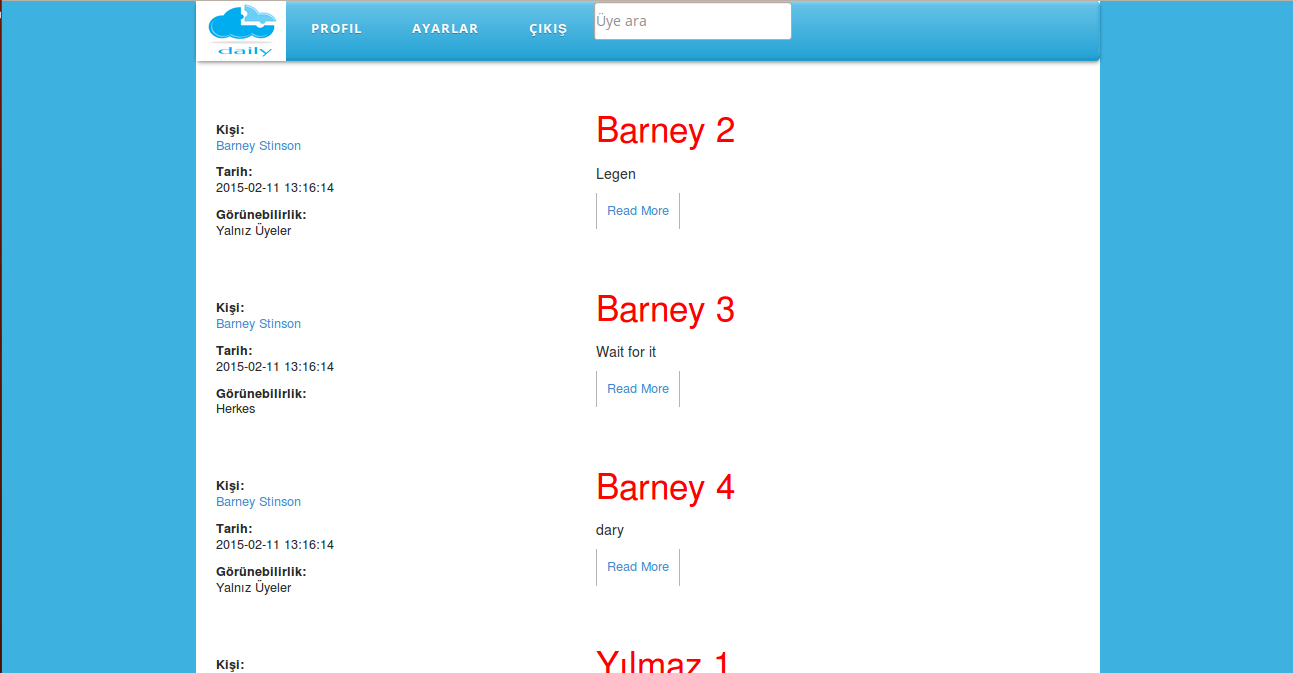 daily
PROFIL
AYARLAR
ÇIKIŞ
Üye ara
Kişi:
Barney Stinson
Tarih:
2015-02-11 13:16:14
Görünebilirlik:
Yalnız Üyeler
Barney 2
Legen
Read More
Kişi:
Barney Stinson
Tarih:
2015-02-11 13:16:14
Görünebilirlik:
Herkes
Barney 3
Wait for it
Read More
Kişi:
Barney Stinson
Tarih:
2015-02-11 13:16:14
Görünebilirlik:
Yalnız Üyeler
Barney 4
dary
Read More
Kişi:
Yılmaz 1